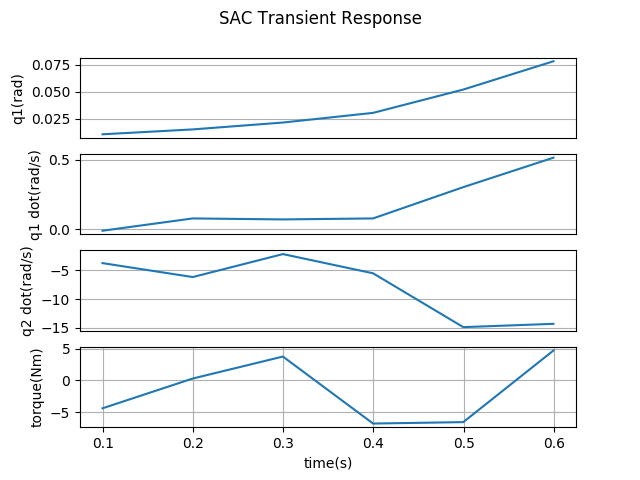 SAC Transient Response
q1(rad)
0.075
0.050
0.025
q1 dot(rad/s)
0.5
0.0
q2 dot(rad/s)
−5
−10
−15
torque(Nm)
5
0
−5
0.1 0.2 0.3 0.4 0.5 0.6
time(s)